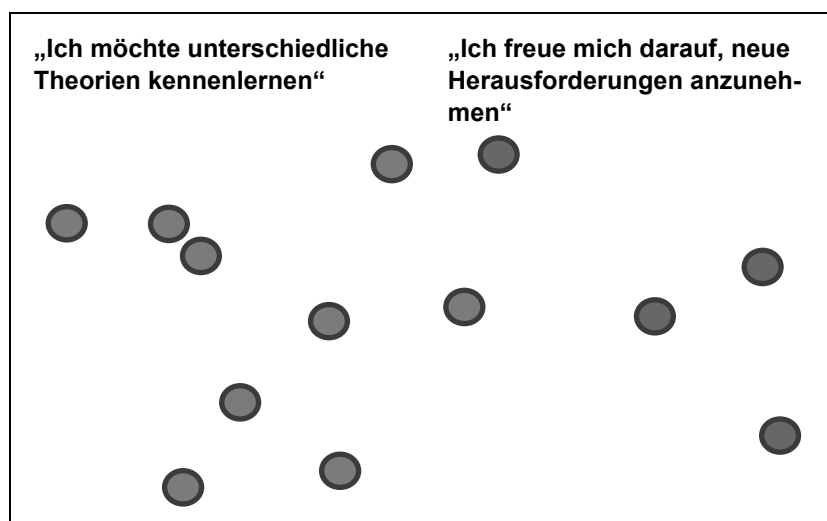 „Ich möchte unterschiedliche
Theorien kennenlernen“
„Ich freue mich darauf, neue
Herausforderungen anzuneh-
men“